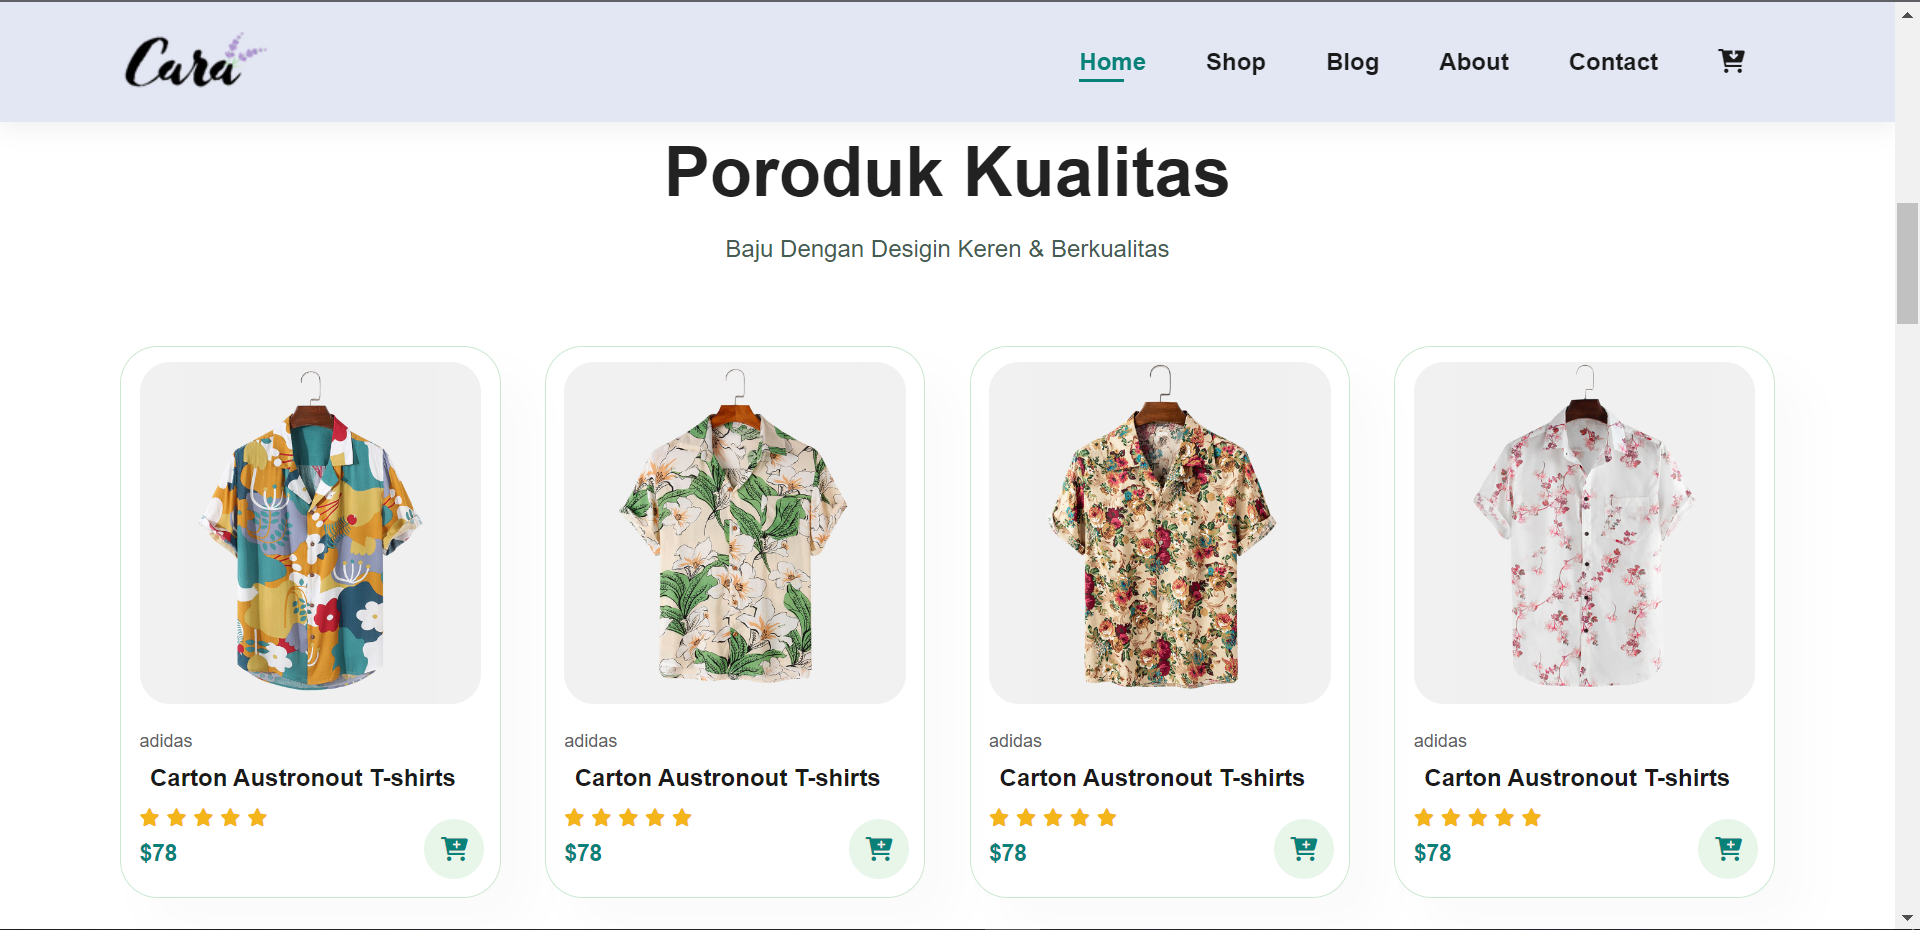 Cara
Home Shop Blog About Contact
Poroduk Kualitas
Baju Dengan Desigin Keren & Berkualitas
adidas
Carton Austronout T-shirts
$78
adidas
Carton Austronout T-shirts
$78
adidas
Carton Austronout T-shirts
$78
adidas
Carton Austronout T-shirts
$78